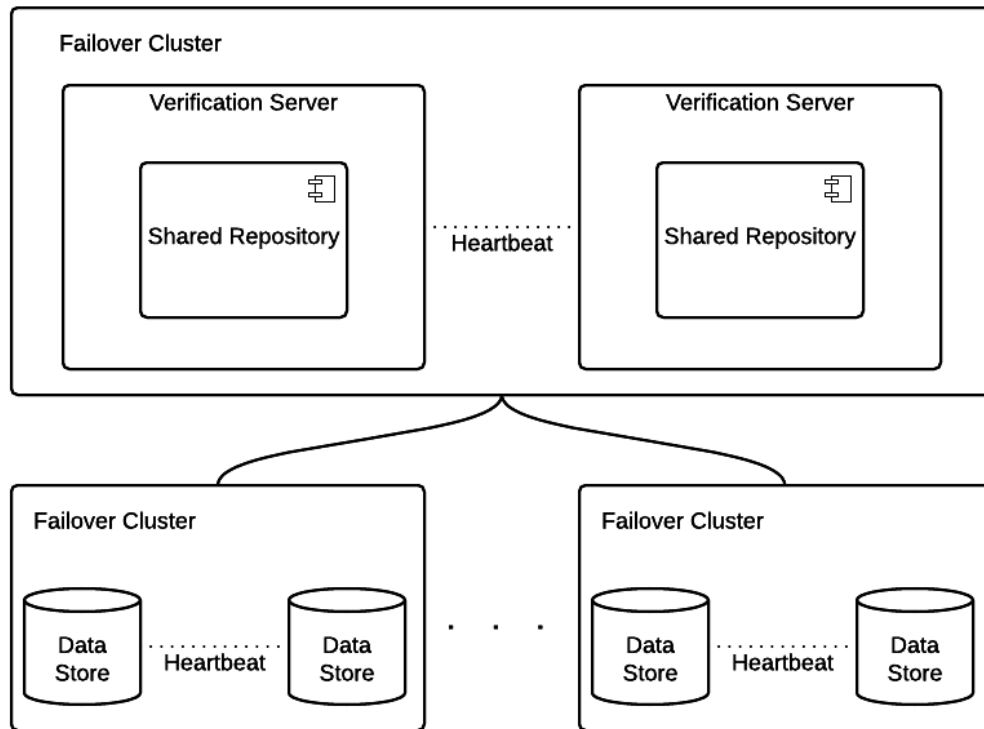 Failover Cluster
Verification Server
Verification Server
Shared Repository
Shared Repository
Heartbeat
Failover Cluster
Failover Cluster
Data
Store
Heartbeat
Data
Store
. . .
Data
Store
Heartbeat
Data
Store